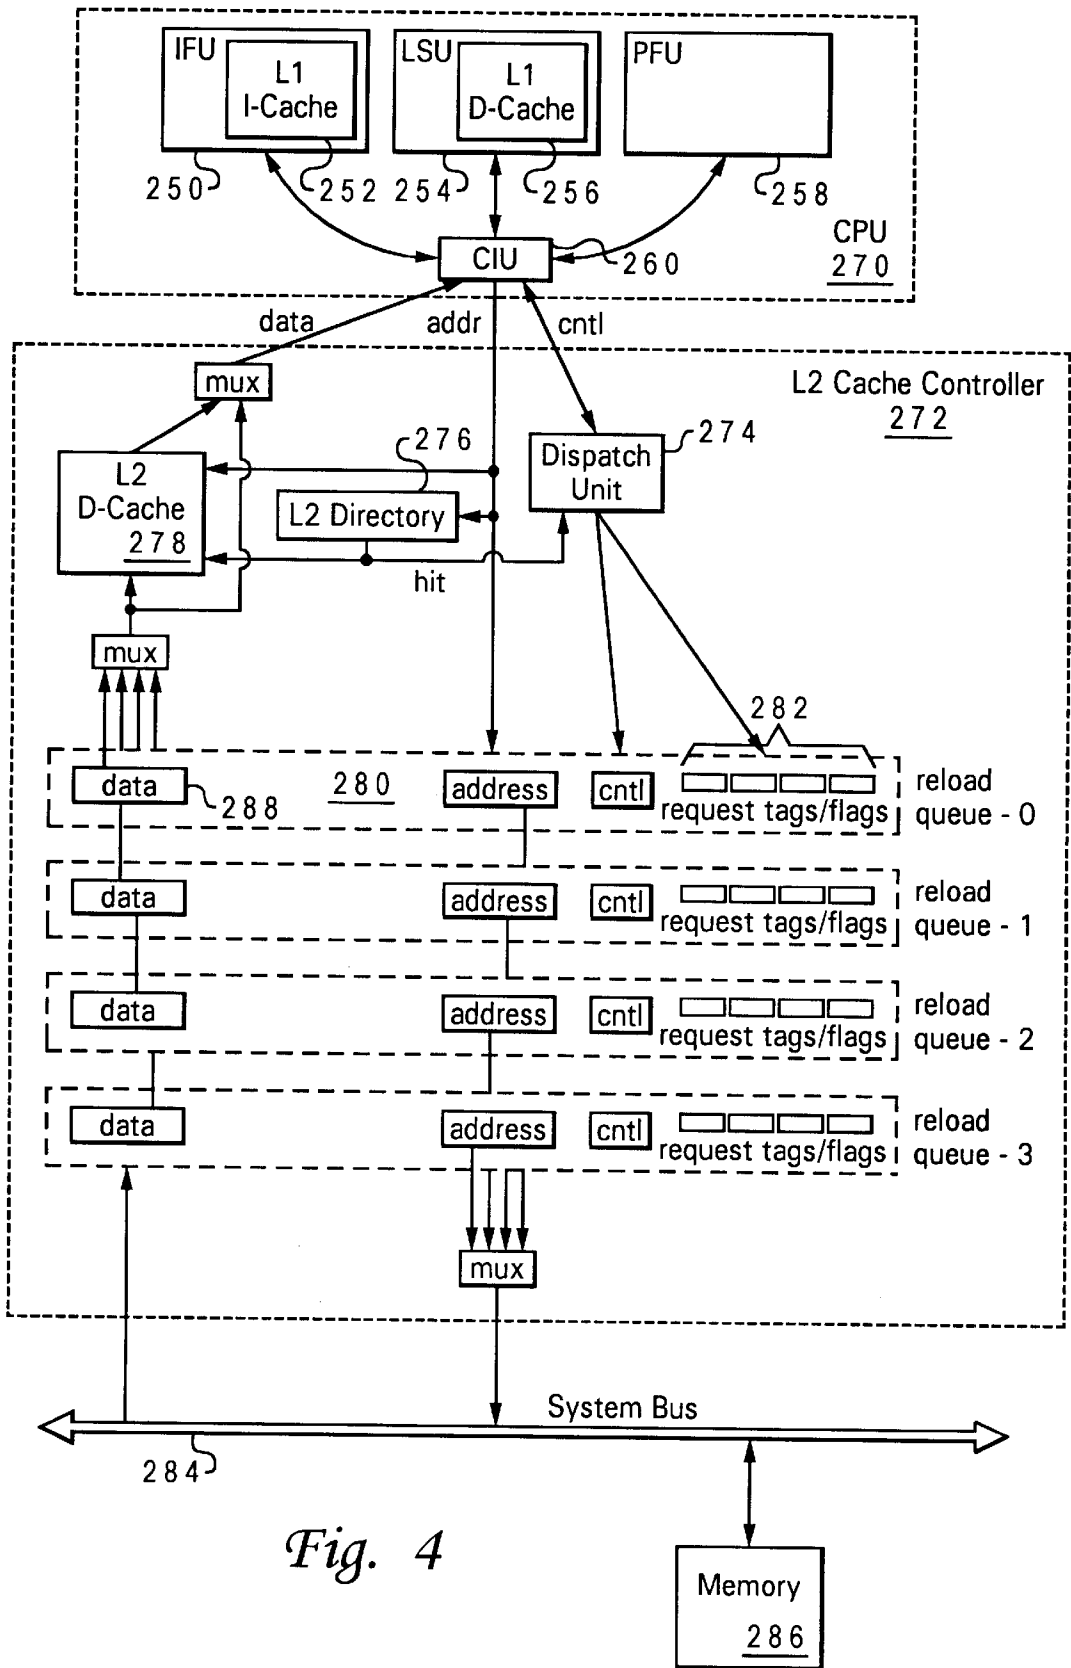 IFU
L1
I-Cache
LSU
L1
D-Cache
PFU
250
252
254
256
258
CIU
260
CPU
270
data
addr
cntl
mux
L2 Cache Controller
272
276
274
Dispatch
Unit
L2
D-Cache
278
L2 Directory
hit
mux
282
data
280
address
cntl
reload
288
request tags/flags
queue - 0
data
address
cntl
reload
request tags/flags
queue - 1
data
address
cntl
reload
request tags/flags
queue - 2
data
address
cntl
reload
request tags/flags
queue - 3
mux
System Bus
284
Fig. 4
Memory
286